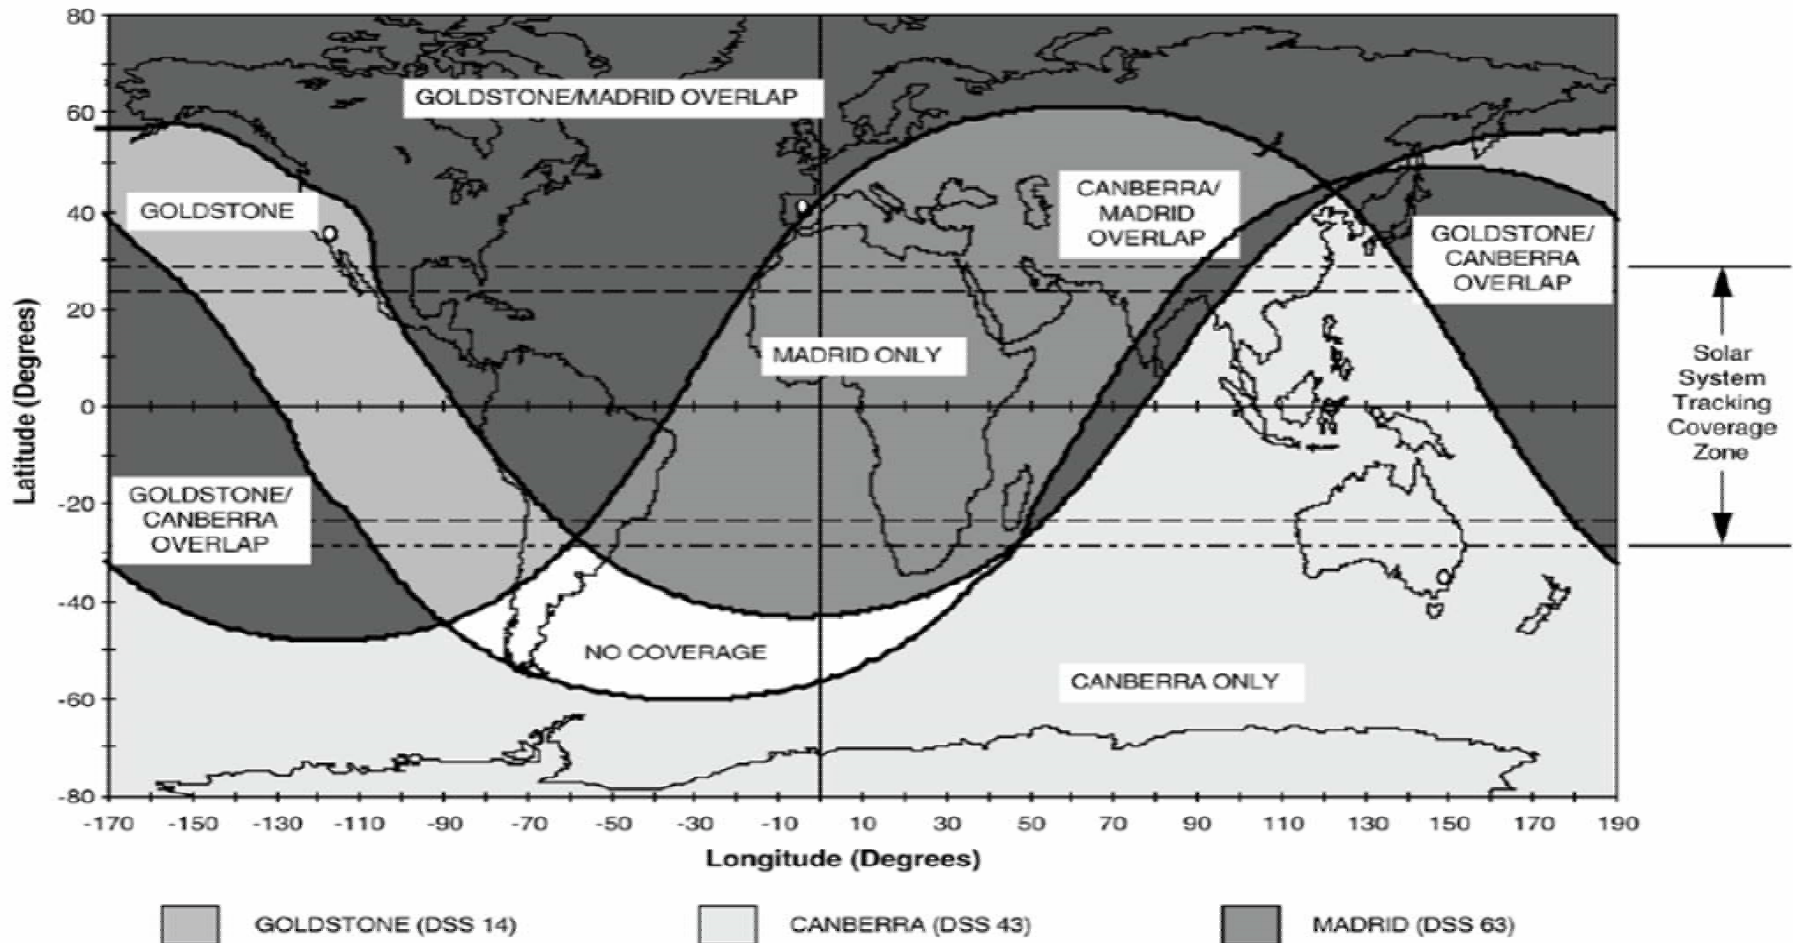 80
GOLDSTONE/MADRID OVERLAP
60
CANBERRA/
MADRID
OVERLAP
GOLDSTONE
40
GOLDSTONE/
CANBERRA
OVERLAP
20
MADRID ONLY
Solar
System
Tracking
Coverage
Zone
Latitude (Degrees)
0
GOLDSTONE/
CANBERRA
OVERLAP
-20
-40
NO COVERAGE
CANBERRA ONLY
-60
-80
-170 -150 -130 -110 -90 -70 -50 -30 -10 10 30 50 70 90 110 130 150 170 190
Longitude (Degrees)
GOLDSTONE (DSS 14) CANBERRA (DSS 43) MADRID (DSS 63)